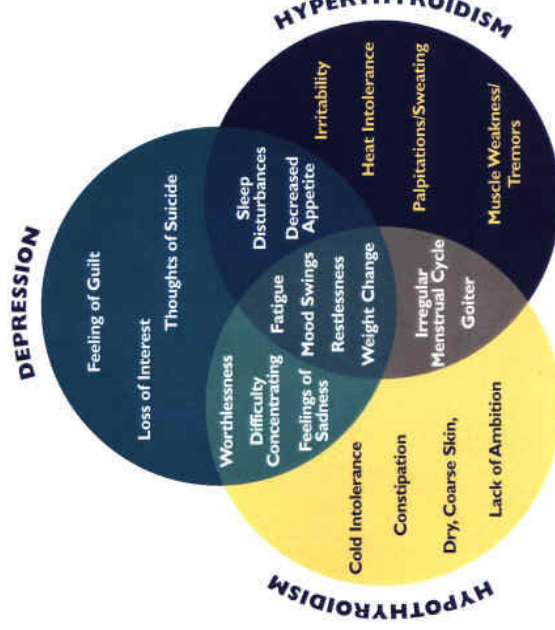 DEPRESSION
Feeling of Guilt
Loss of Interest
Thoughts of Suicide
Worthlessness
Difficulty
Concentrating
Feelings of
Sadness
Fatigue
Mood Swings
Restlessness
Weight Change
Sleep
Disturbances
Decreased
Appetite
HYPERTHYROIDISM
Irritability
Heat Intolerance
Palpitations/Sweating
Muscle Weakness/
Tremors
Irregular
Menstrual Cycle
Goiter
HYPOTHYROIDISM
Cold Intolerance
Constipation
Dry, Coarse Skin,
Lack of Ambition